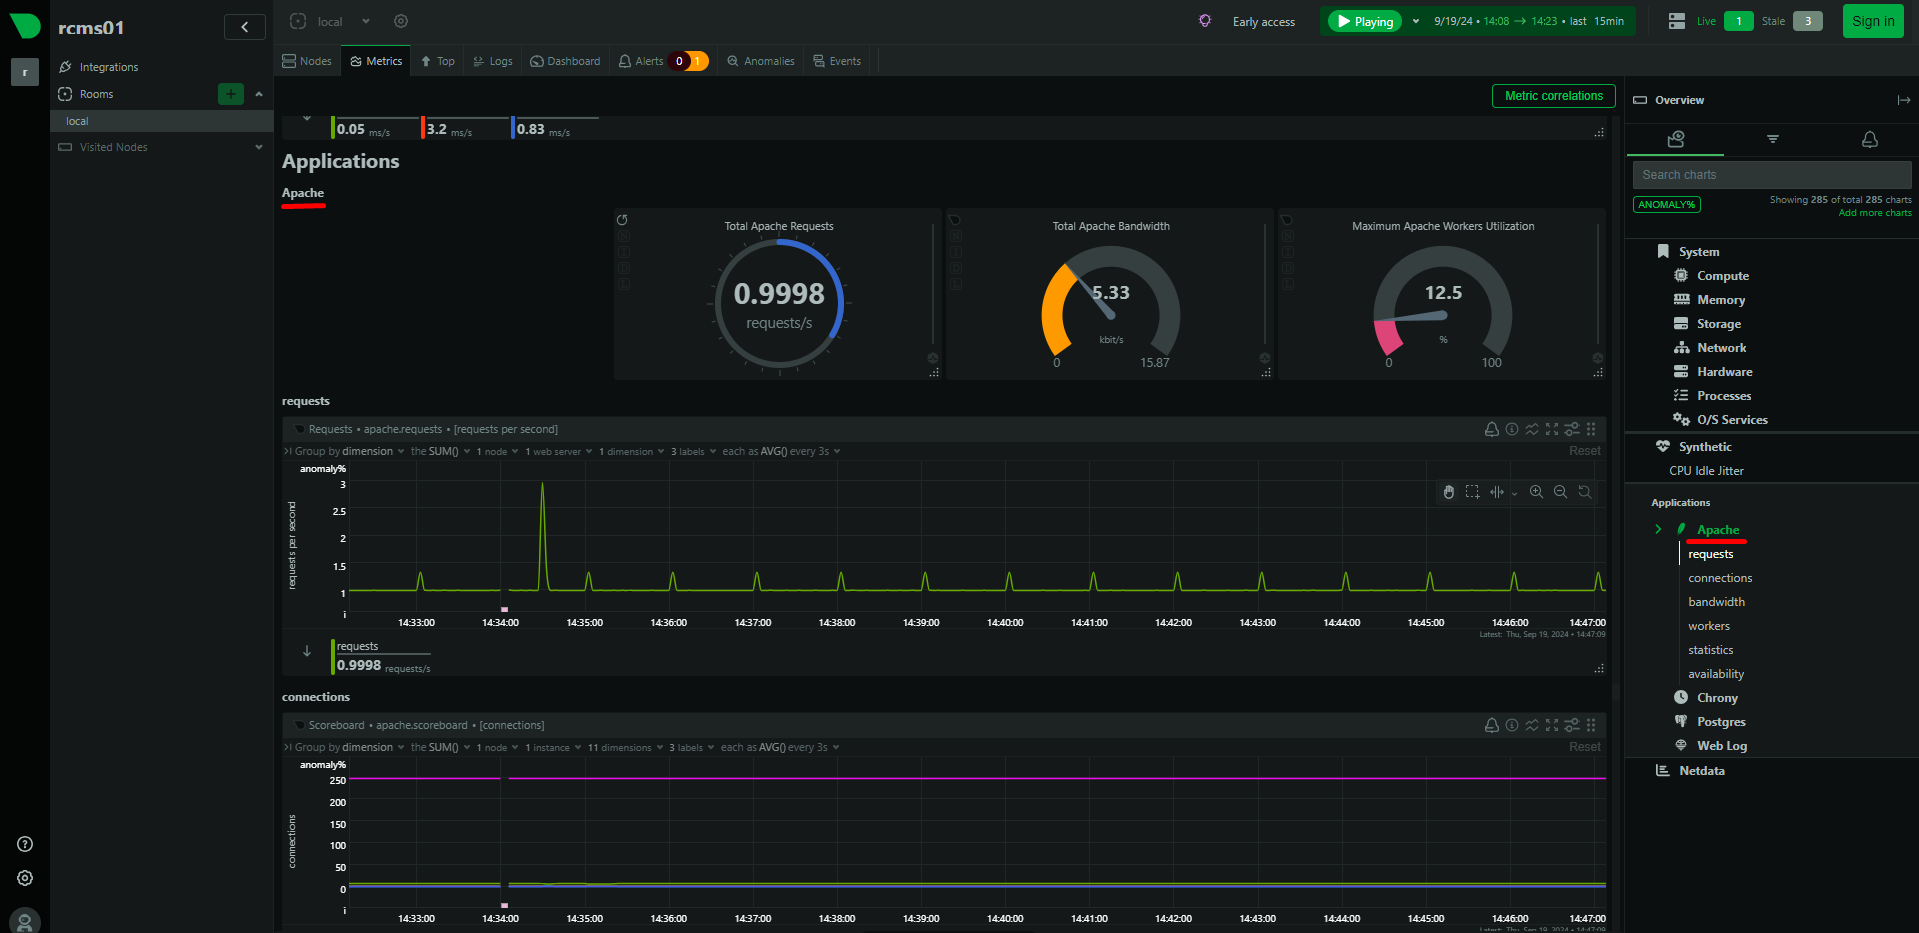 rcms01
r
Integrations
Rooms
local
Visited Nodes
local
Early access
Playing
9/19/24 • 14:08 → 14:23 • last 15min
Live 1 Stale 3
Sign in
Nodes
Metrics
Top
Logs
Dashboard
Alerts 0 1
Anomalies
Events
Metric correlations
0.05 ms/s
3.2 ms/s
0.83 ms/s
Applications
Apache
Total Apache Requests
0.9998
requests/s
Total Apache Bandwidth
5.33
kbit/s
0 15.87
Maximum Apache Workers Utilization
12.5
%
0 100
requests
Requests • apache.requests • [requests per second]
Group by dimension the SUM() 1 node 1 web server 1 dimension 3 labels each as AVG() every 3s
Reset
anomaly%
requests per second
3
2.5
2
1.5
1
i
14:33:00 14:34:00 14:35:00 14:36:00 14:37:00 14:38:00 14:39:00 14:40:00 14:41:00 14:42:00 14:43:00 14:44:00 14:45:00 14:46:00 14:47:00
Latest: Thu, Sep 19, 2024 • 14:47:09
requests
0.9998 requests/s
connections
Scoreboard • apache.scoreboard • [connections]
Group by dimension the SUM() 1 node 1 instance 11 dimensions 3 labels each as AVG() every 3s
Reset
anomaly%
connections
250
200
150
100
50
0
i
14:33:00 14:34:00 14:35:00 14:36:00 14:37:00 14:38:00 14:39:00 14:40:00 14:41:00 14:42:00 14:43:00 14:44:00 14:45:00 14:46:00 14:47:00
Latest: Thu, Sep 19, 2024 • 14:47:09
Overview
Search charts
ANOMALY%
Showing 285 of total 285 charts
Add more charts
System
Compute
Memory
Storage
Network
Hardware
Processes
O/S Services
Synthetic
CPU Idle Jitter
Applications
Apache
requests
connections
bandwidth
workers
statistics
availability
Chrony
Postgres
Web Log
Netdata